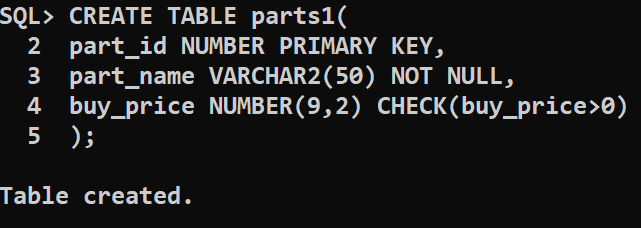 SQL> CREATE TABLE parts1(
2 part_id NUMBER PRIMARY KEY,
3 part_name VARCHAR2(50) NOT NULL,
4 buy_price NUMBER(9,2) CHECK(buy_price>0)
5 );
Table created.